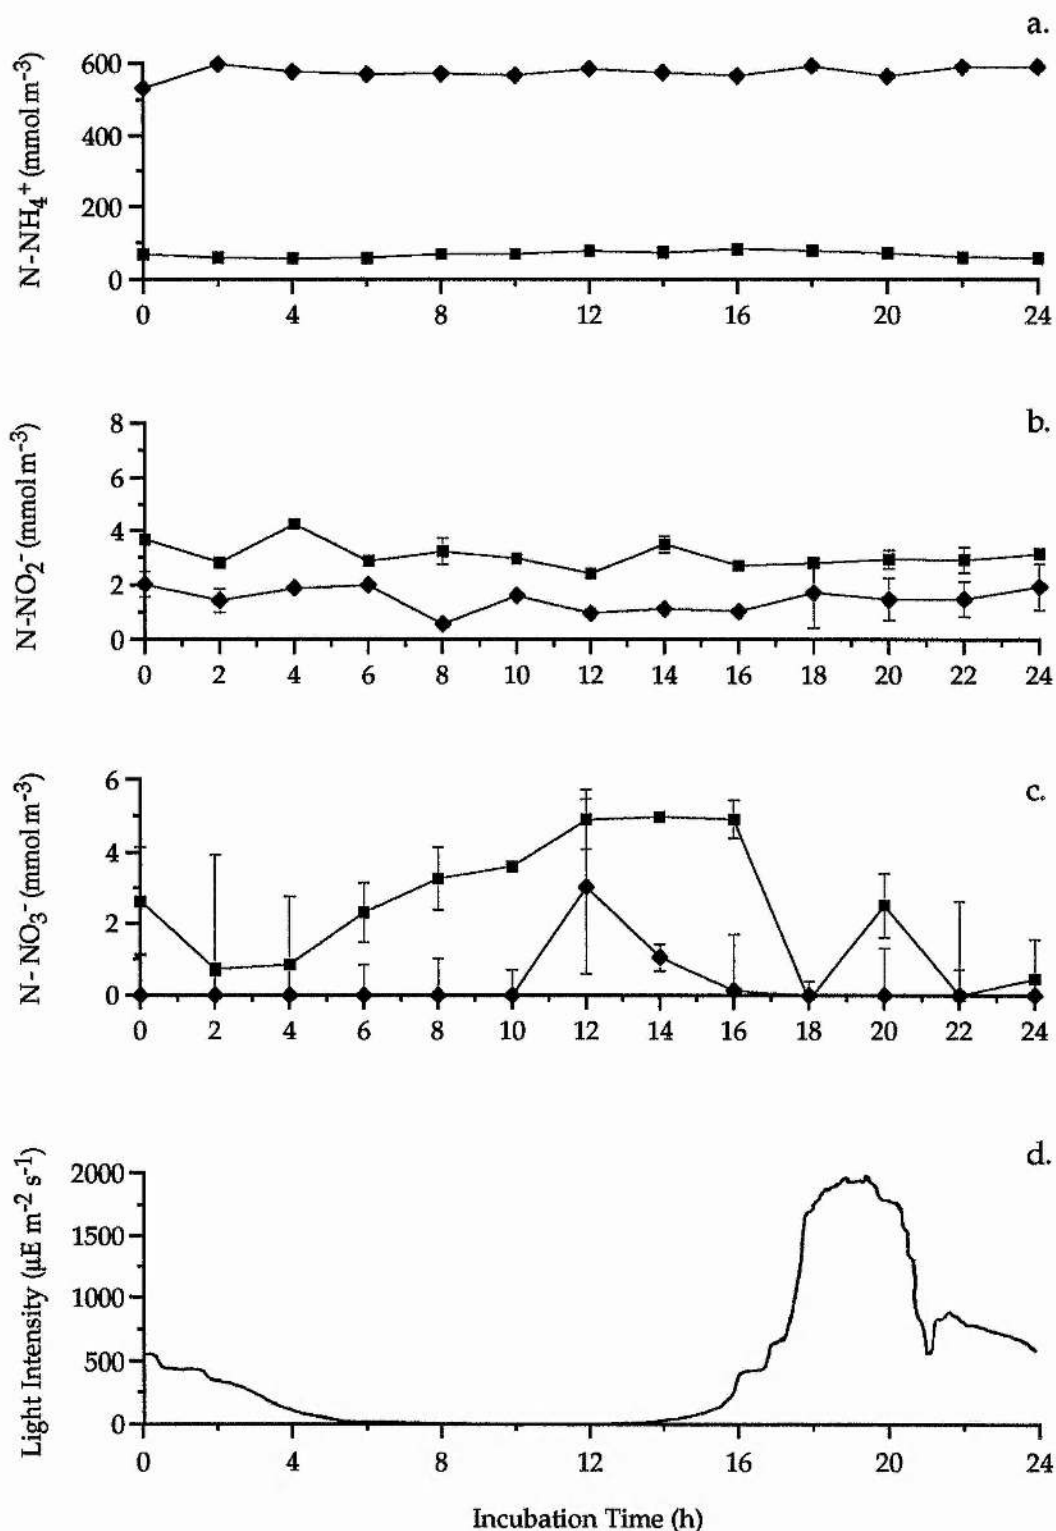 a.
N-NH₄⁺ (mmol m⁻³)
600
400
200
0
0 4 8 12 16 20 24
b.
N-NO₂⁻ (mmol m⁻³)
8
6
4
2
0
0 2 4 6 8 10 12 14 16 18 20 22 24
c.
N- NO₃⁻ (mmol m⁻³)
6
4
2
0
0 2 4 6 8 10 12 14 16 18 20 22 24
d.
Light Intensity (µE m⁻² s⁻¹)
2000
1500
1000
500
0
0 4 8 12 16 20 24
Incubation Time (h)